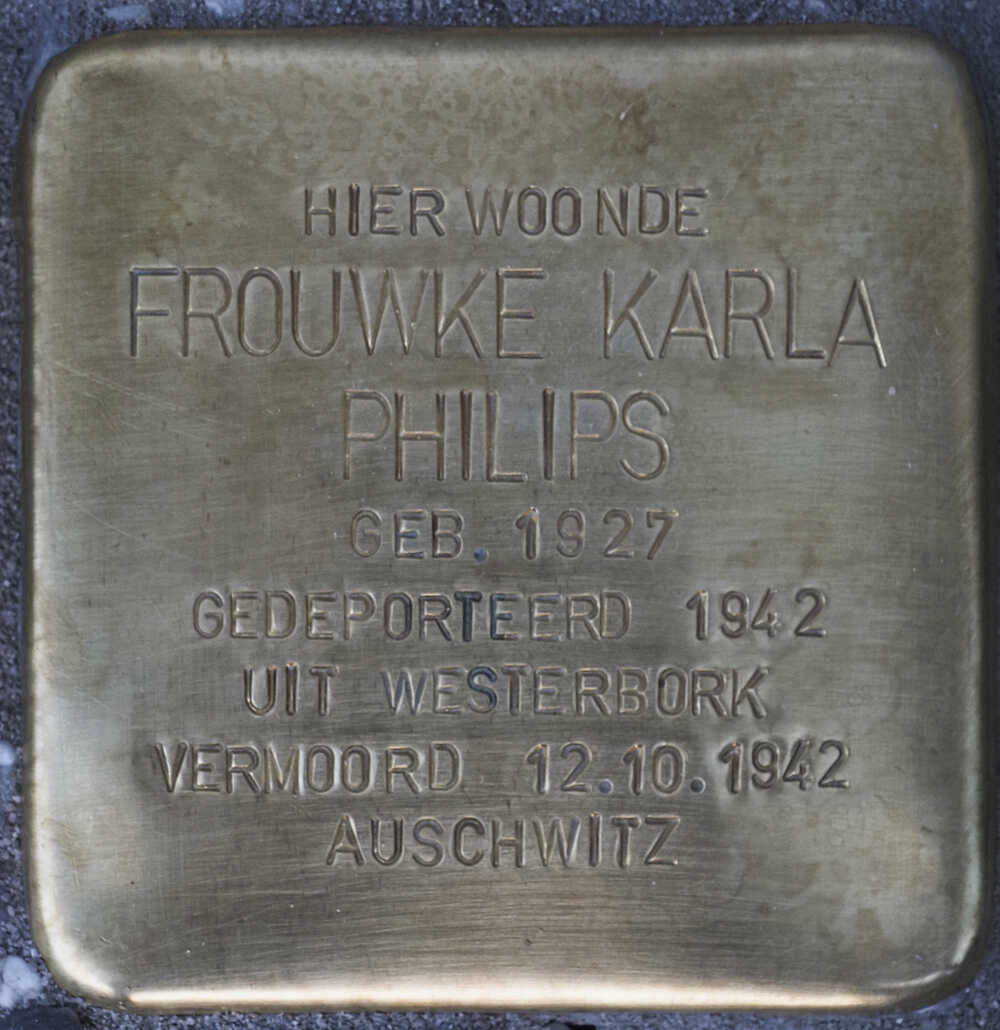 HIER WOONDE
FROUWKE KARLA
PHILIPS
GEB. 1927
GEDEPORTEERD 1942
UIT WESTERBORK
VERMOORD 12.10.1942
AUSCHWITZ